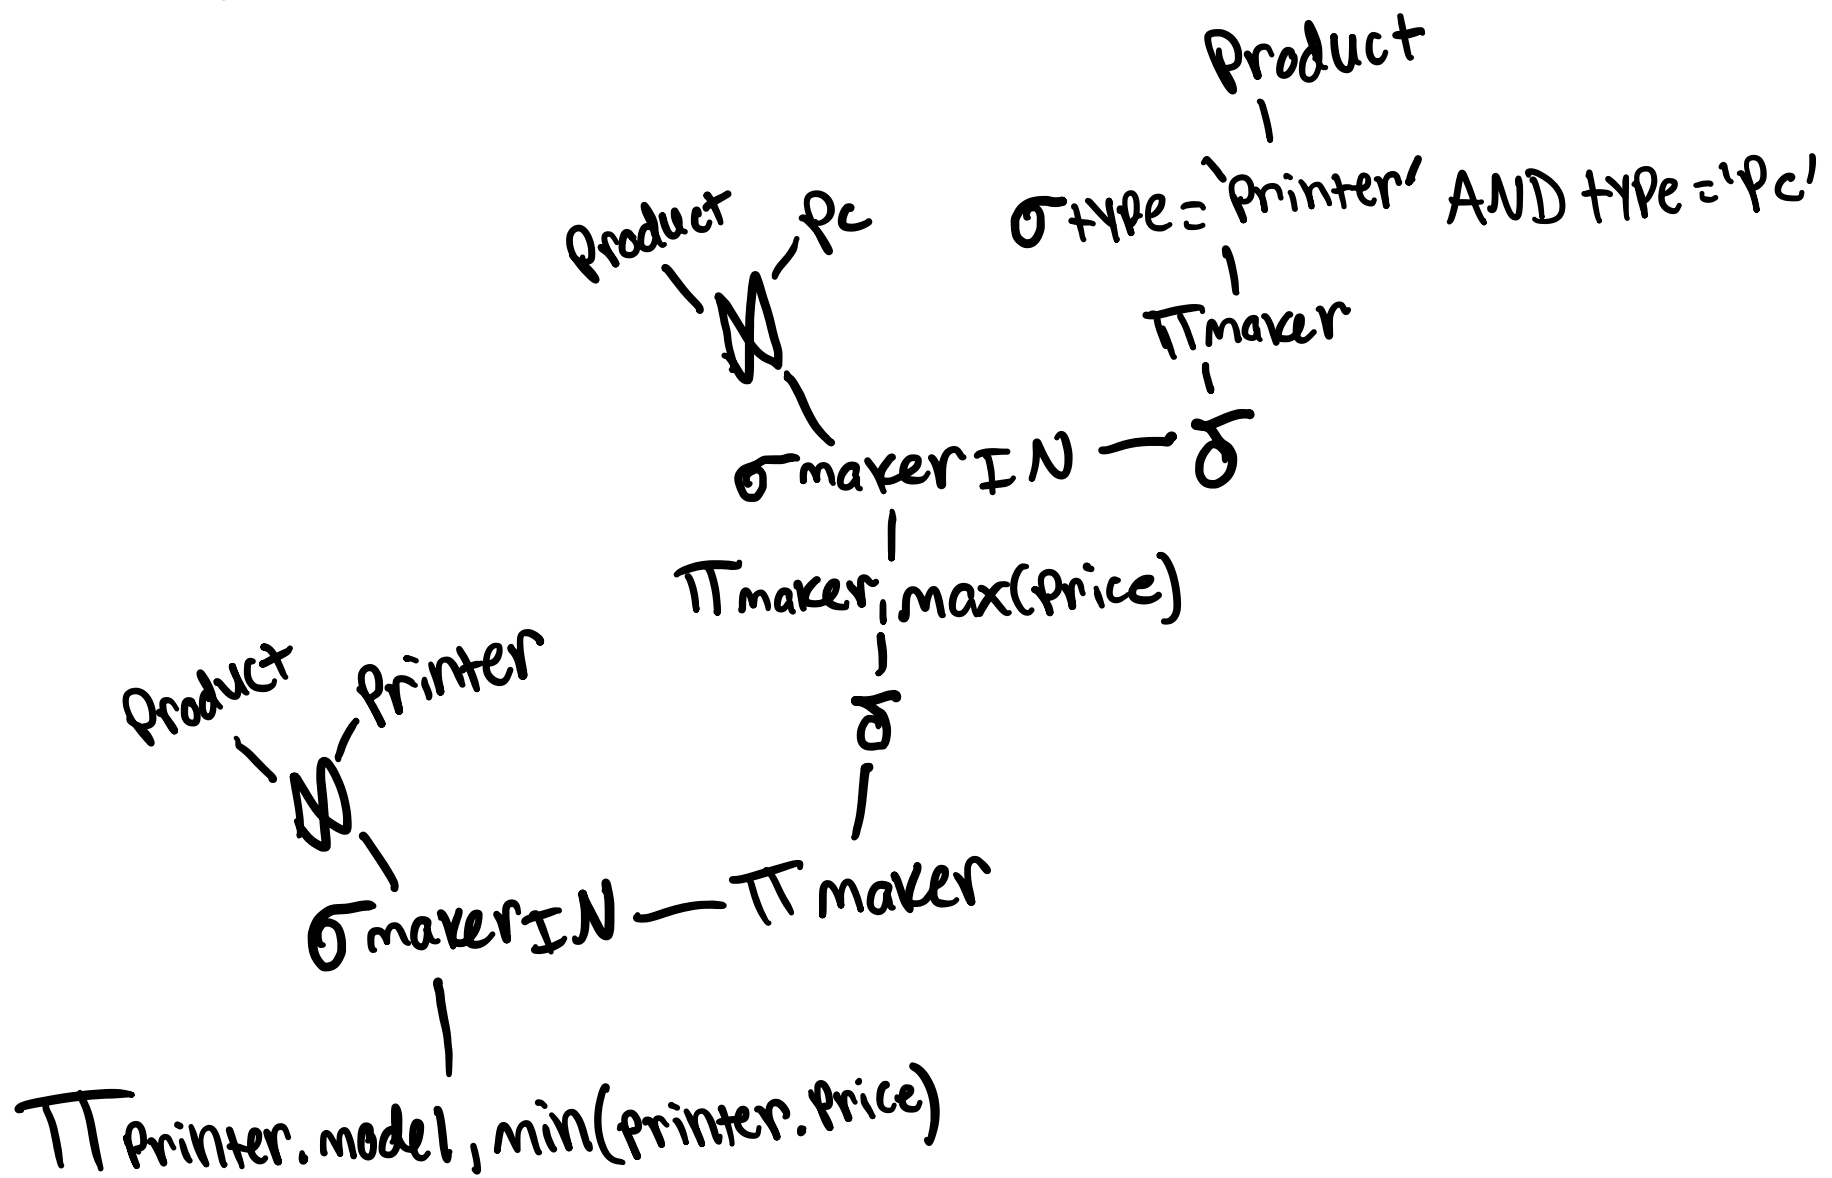 Product
σ type = 'printer' AND type = 'Pc'
Product Pc
⋈
π maker
σ maker IN — δ
π maker, max(price)
Product Printer
δ
⋈
σ maker IN — π maker
π printer.model, min(printer.price)